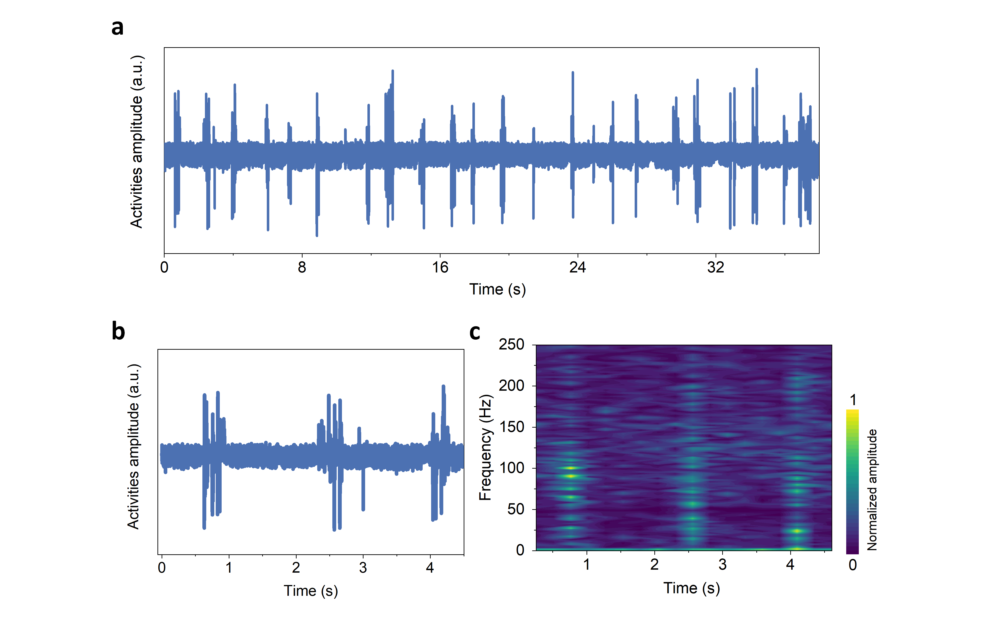 a
Activities amplitude (a.u.)
0 8 16 24 32
Time (s)
b
Activities amplitude (a.u.)
0 1 2 3 4
Time (s)
c
Frequency (Hz)
250
200
150
100
50
0
1 2 3 4
Time (s)
1
Normalized amplitude
0